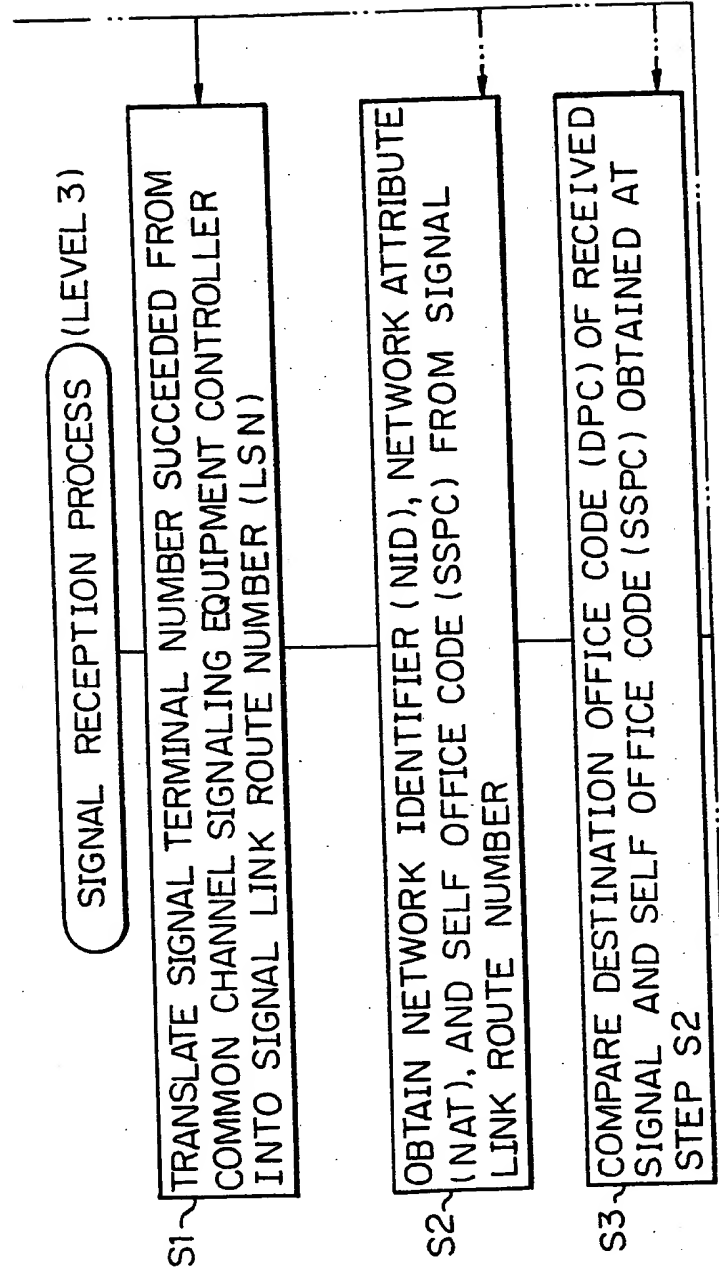 SIGNAL RECEPTION PROCESS (LEVEL 3)
S1 TRANSLATE SIGNAL TERMINAL NUMBER SUCCEEDED FROM
COMMON CHANNEL SIGNALING EQUIPMENT CONTROLLER
INTO SIGNAL LINK ROUTE NUMBER (LSN)
OBTAIN NETWORK IDENTIFIER (NID), NETWORK ATTRIBUTE
S2 (NAT), AND SELF OFFICE CODE (SSPC) FROM SIGNAL
LINK ROUTE NUMBER
S3 COMPARE DESTINATION OFFICE CODE (DPC) OF RECEIVED
SIGNAL AND SELF OFFICE CODE (SSPC) OBTAINED AT
STEP S2